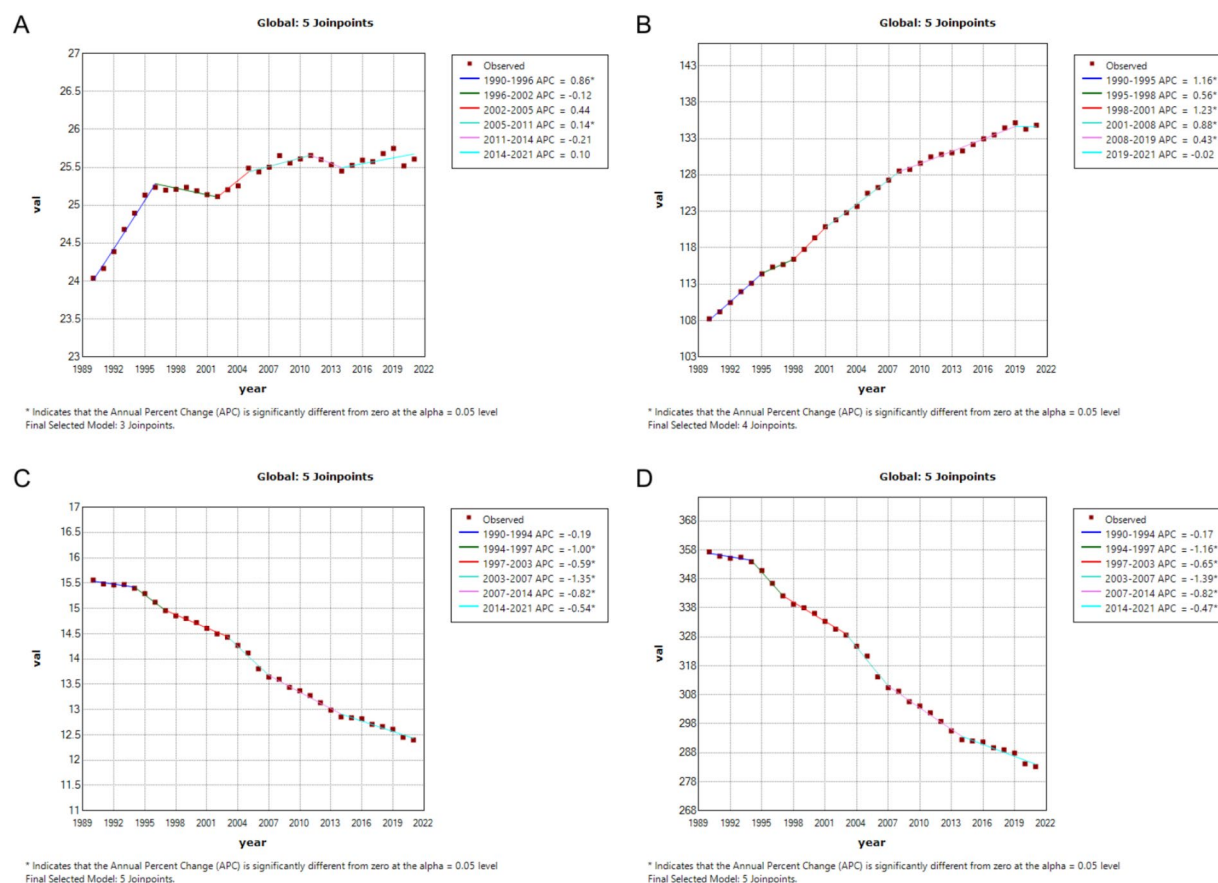 A
Global: 5 Joinpoints
27
26.5
26
25.5
25
24.5
24
23.5
23
val
1989 1992 1995 1998 2001 2004 2007 2010 2013 2016 2019 2022
year
Observed
1990-1996 APC = 0.86*
1996-2002 APC = -0.12
2002-2005 APC = 0.44
2005-2011 APC = 0.14*
2011-2014 APC = -0.21
2014-2021 APC = 0.10
* Indicates that the Annual Percent Change (APC) is significantly different from zero at the alpha = 0.05 level
Final Selected Model: 3 Joinpoints.
B
Global: 5 Joinpoints
143
138
133
128
123
118
113
108
103
val
1989 1992 1995 1998 2001 2004 2007 2010 2013 2016 2019 2022
year
Observed
1990-1995 APC = 1.16*
1995-1998 APC = 0.56*
1998-2001 APC = 1.23*
2001-2008 APC = 0.88*
2008-2019 APC = 0.43*
2019-2021 APC = -0.02
* Indicates that the Annual Percent Change (APC) is significantly different from zero at the alpha = 0.05 level
Final Selected Model: 4 Joinpoints.
C
Global: 5 Joinpoints
17
16.5
16
15.5
15
14.5
14
13.5
13
12.5
12
11.5
11
val
1989 1992 1995 1998 2001 2004 2007 2010 2013 2016 2019 2022
year
Observed
1990-1994 APC = -0.19
1994-1997 APC = -1.00*
1997-2003 APC = -0.59*
2003-2007 APC = -1.35*
2007-2014 APC = -0.82*
2014-2021 APC = -0.54*
* Indicates that the Annual Percent Change (APC) is significantly different from zero at the alpha = 0.05 level
Final Selected Model: 5 Joinpoints.
D
Global: 5 Joinpoints
368
358
348
338
328
318
308
298
288
278
268
val
1989 1992 1995 1998 2001 2004 2007 2010 2013 2016 2019 2022
year
Observed
1990-1994 APC = -0.17
1994-1997 APC = -1.16*
1997-2003 APC = -0.65*
2003-2007 APC = -1.39*
2007-2014 APC = -0.82*
2014-2021 APC = -0.47*
* Indicates that the Annual Percent Change (APC) is significantly different from zero at the alpha = 0.05 level
Final Selected Model: 5 Joinpoints.